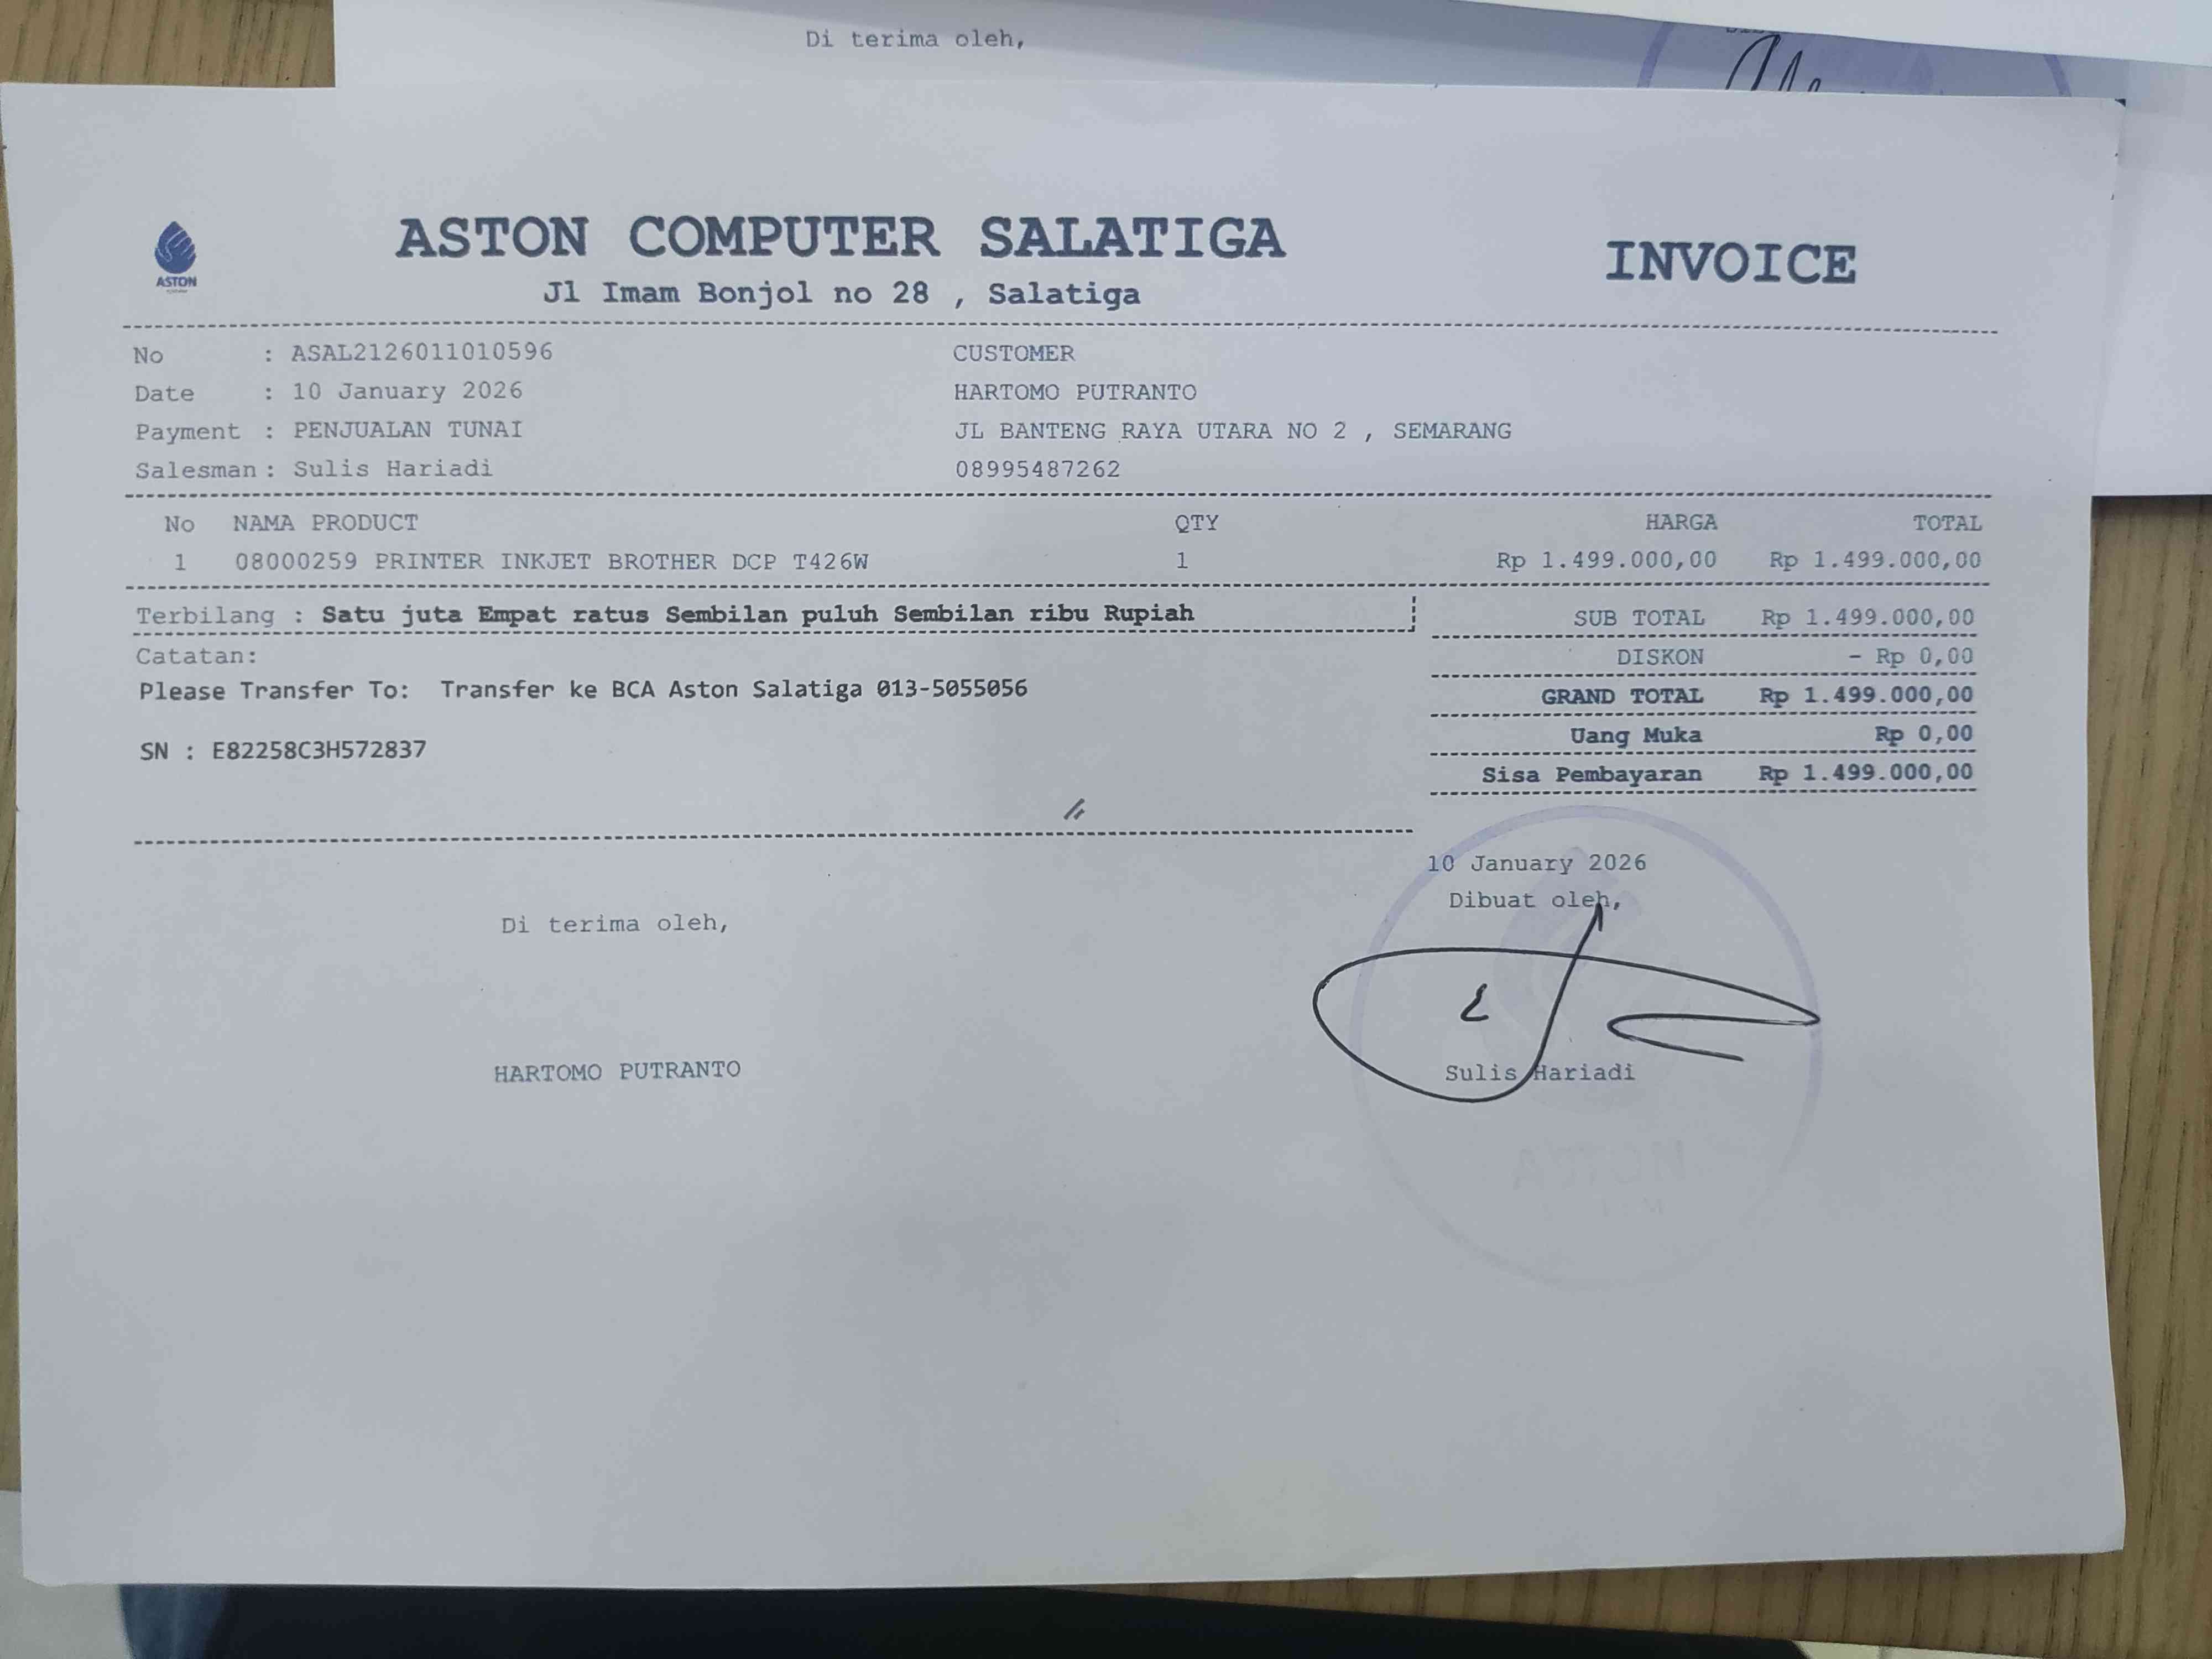 Di terima oleh,
ASTON
ASTON COMPUTER SALATIGA
INVOICE
Jl Imam Bonjol no 28 , Salatiga
No : ASAL2126011010596
Date : 10 January 2026
Payment : PENJUALAN TUNAI
Salesman : Sulis Hariadi
CUSTOMER
HARTOMO PUTRANTO
JL BANTENG RAYA UTARA NO 2 , SEMARANG
08995487262
No NAMA PRODUCT QTY HARGA TOTAL
1 08000259 PRINTER INKJET BROTHER DCP T426W 1 Rp 1.499.000,00 Rp 1.499.000,00
Terbilang : Satu juta Empat ratus Sembilan puluh Sembilan ribu Rupiah
Catatan:
Please Transfer To: Transfer ke BCA Aston Salatiga 013-5055056
SN : E82258C3H572837
SUB TOTAL Rp 1.499.000,00
DISKON - Rp 0,00
GRAND TOTAL Rp 1.499.000,00
Uang Muka Rp 0,00
Sisa Pembayaran Rp 1.499.000,00
10 January 2026
Dibuat oleh,
Di terima oleh,
HARTOMO PUTRANTO
Sulis Hariadi